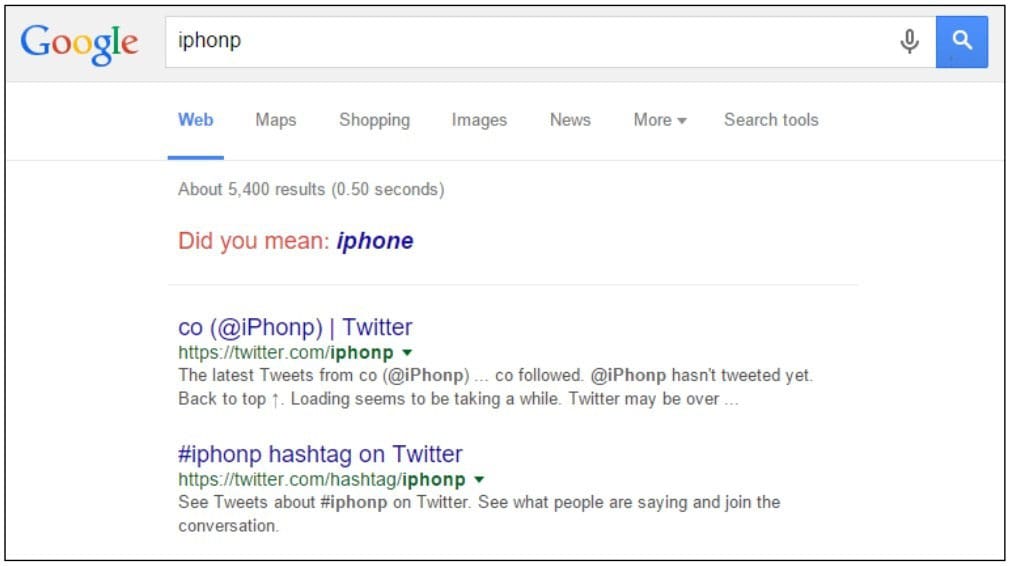 Google iphonp
Web Maps Shopping Images News More Search tools
About 5,400 results (0.50 seconds)
Did you mean: iphone
co (@iPhonp) | Twitter
https://twitter.com/iphonp
The latest Tweets from co (@iPhonp) ... co followed. @iPhonp hasn't tweeted yet.
Back to top ↑. Loading seems to be taking a while. Twitter may be over ...
#iphonp hashtag on Twitter
https://twitter.com/hashtag/iphonp
See Tweets about #iphonp on Twitter. See what people are saying and join the
conversation.